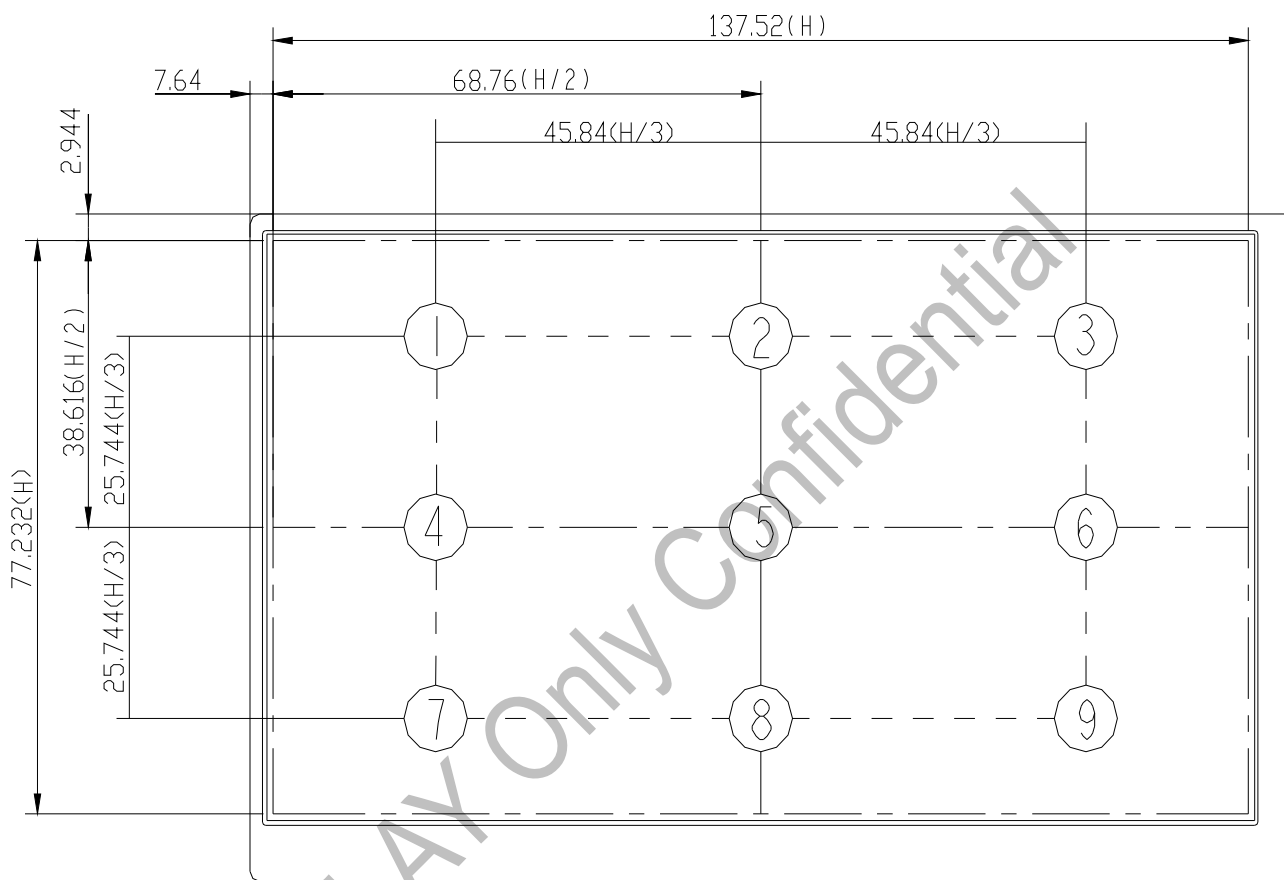 137.52(H)
7.64
68.76(H/2)
45.84(H/3)
45.84(H/3)
2.944
77.232(H)
38.616(H/2)
25.744(H/3)
25.744(H/3)
1
2
3
4
5
6
7
8
9
AY Only Confidential